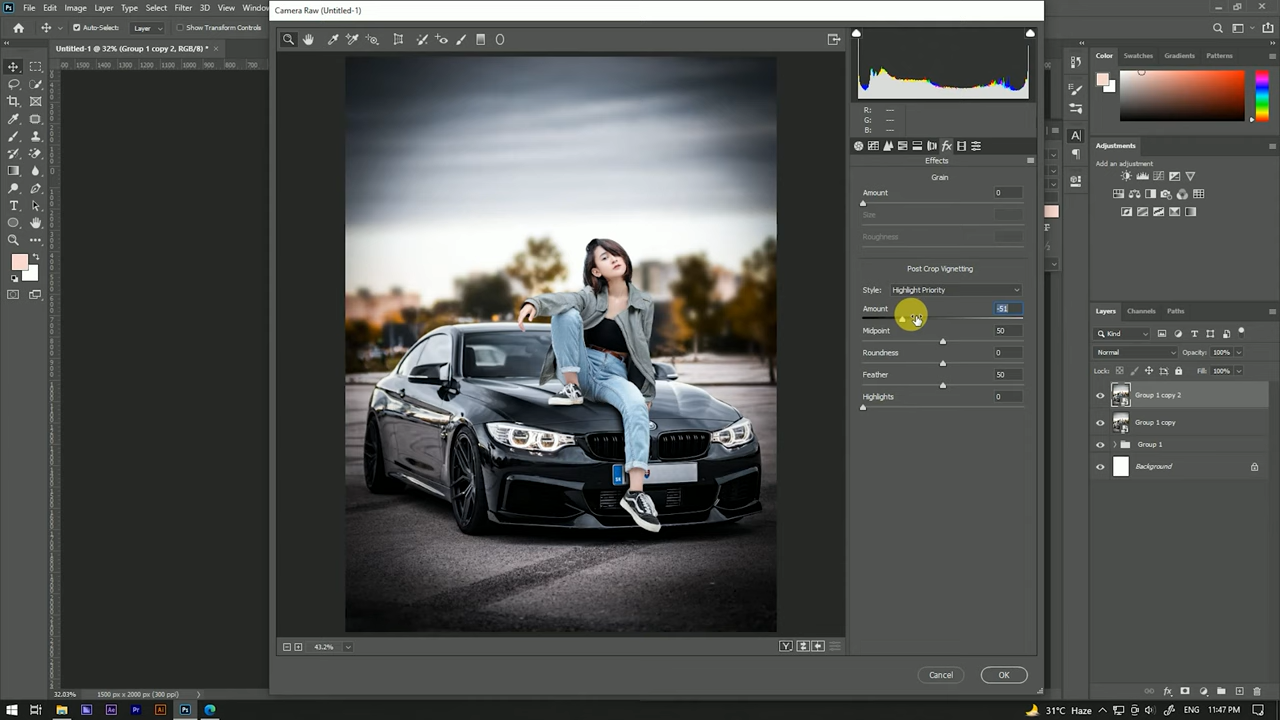 Camera Raw (Untitled-1)
File Edit Image Layer Type Select Filter 3D View Window
Auto-Select: Layer Show Transform Controls
Untitled-1 @ 32% (Group 1 copy 2, RGB/8) *
R: ---
G: ---
B: ---
Effects
Grain
Amount 0
Size
Roughness
Post Crop Vignetting
Style: Highlight Priority
Amount -51
Midpoint 50
Roundness 0
Feather 50
Highlights 0
43.2%
Cancel OK
Color Swatches Gradients Patterns
Adjustments
Add an adjustment
Layers Channels Paths
Kind
Normal Opacity: 100%
Lock: Fill: 100%
Group 1 copy 2
Group 1 copy
Group 1
Background
32.03% 1500 px x 2000 px (300 ppi)
31°C Haze 11:47 PM